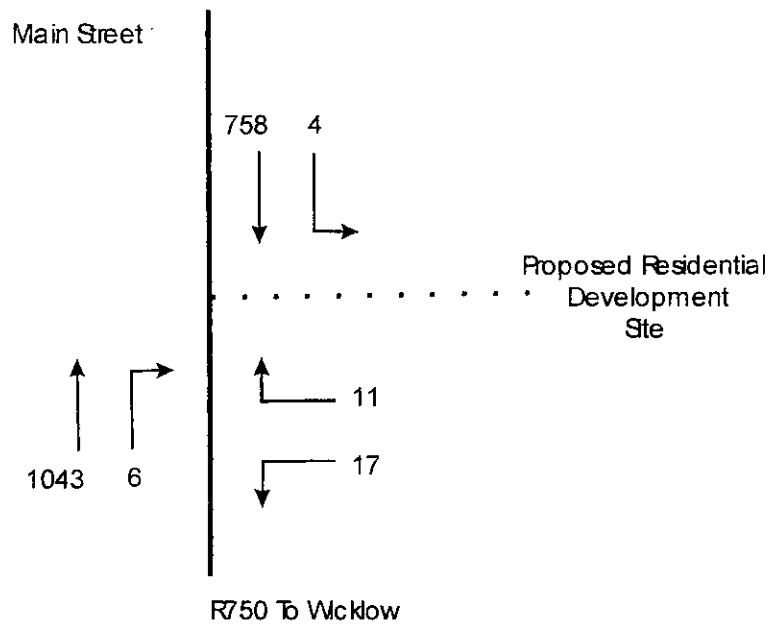 Main Street
758 4
Proposed Residential
Development
Site
11
17
1043 6
R750 To Wicklow